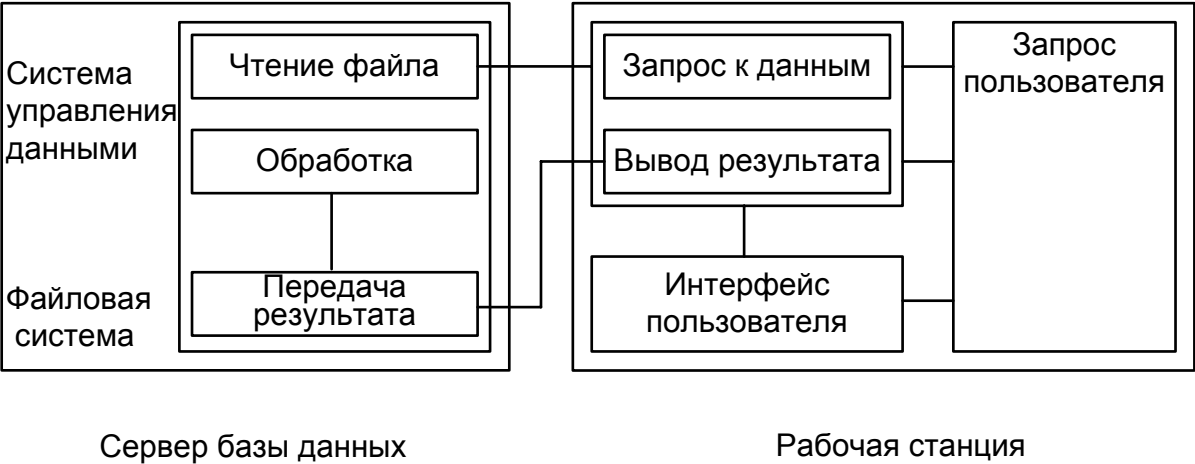 Система
управления
данными
Файловая
система
Чтение файла
Обработка
Передача
результата
Запрос к данным
Вывод результата
Интерфейс
пользователя
Запрос
пользователя
Сервер базы данных
Рабочая станция